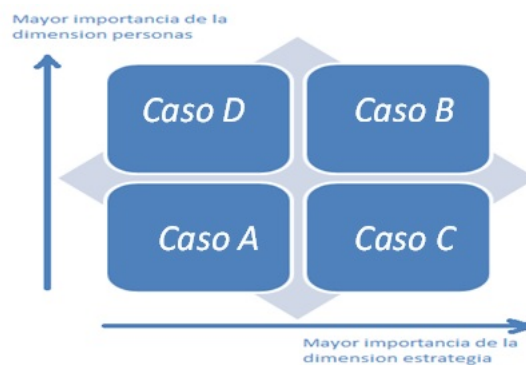 Mayor importancia de la
dimension personas
Caso D
Caso B
Caso A
Caso C
Mayor importancia de la
dimension estrategia